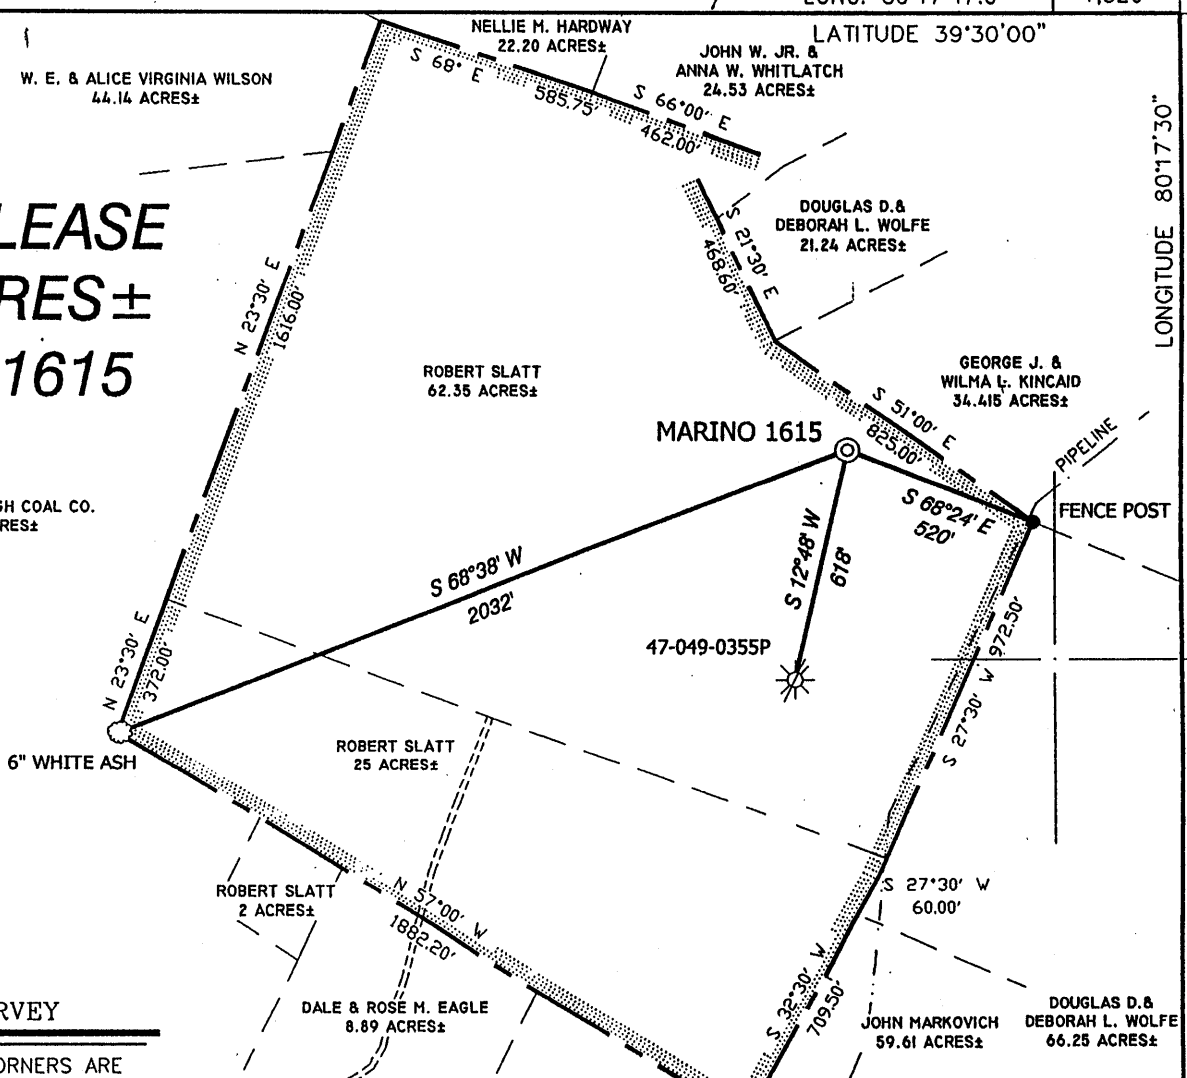 LATITUDE 39°30'00"
LONGITUDE 80°17'30"
NELLIE M. HARDWAY
22.20 ACRES±
JOHN W. JR. &
ANNA W. WHITLATCH
24.53 ACRES±
W. E. & ALICE VIRGINIA WILSON
44.14 ACRES±
S 68° E
585.75'
S 66°00' E
462.00'
LEASE
RES±
1615
DOUGLAS D.&
DEBORAH L. WOLFE
21.24 ACRES±
S 21°30' E
468.60'
N 23°30' E
1616.00'
ROBERT SLATT
62.35 ACRES±
GEORGE J. &
WILMA L. KINCAID
34.415 ACRES±
S 51°00' E
825.00'
MARINO 1615
PIPELINE
FENCE POST
S 68°24' E
520'
GH COAL CO.
RES±
S 68°38' W
2032'
S 12°48' W
618'
47-049-0355P
N 23°30' E
372.00'
S 27°30' W 972.50'
6" WHITE ASH
ROBERT SLATT
25 ACRES±
ROBERT SLATT
2 ACRES±
N 57°00' W
1882.20'
S 27°30' W
60.00'
S 32°30' W
709.50'
DALE & ROSE M. EAGLE
8.89 ACRES±
JOHN MARKOVICH
59.61 ACRES±
DOUGLAS D.&
DEBORAH L. WOLFE
66.25 ACRES±
RVEY
ORNERS ARE